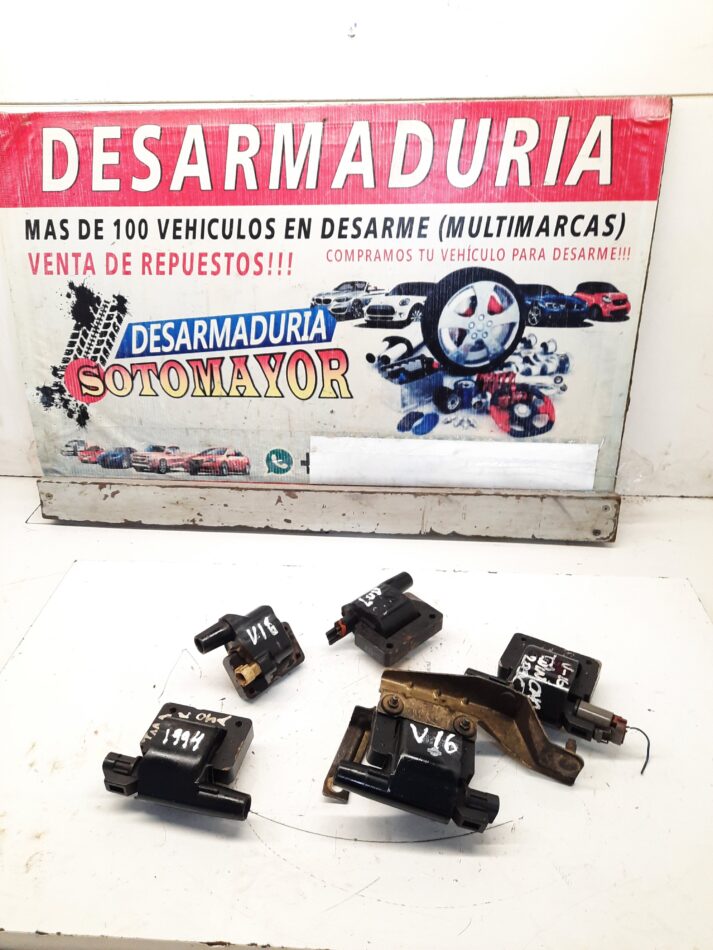 DESARMADURIA
MAS DE 100 VEHICULOS EN DESARME (MULTIMARCAS)
VENTA DE REPUESTOS!!!
COMPRAMOS TU VEHÍCULO PARA DESARME!!!
DESARMADURIA
SOTOMAYOR
+
V16
1994
V16
V-16